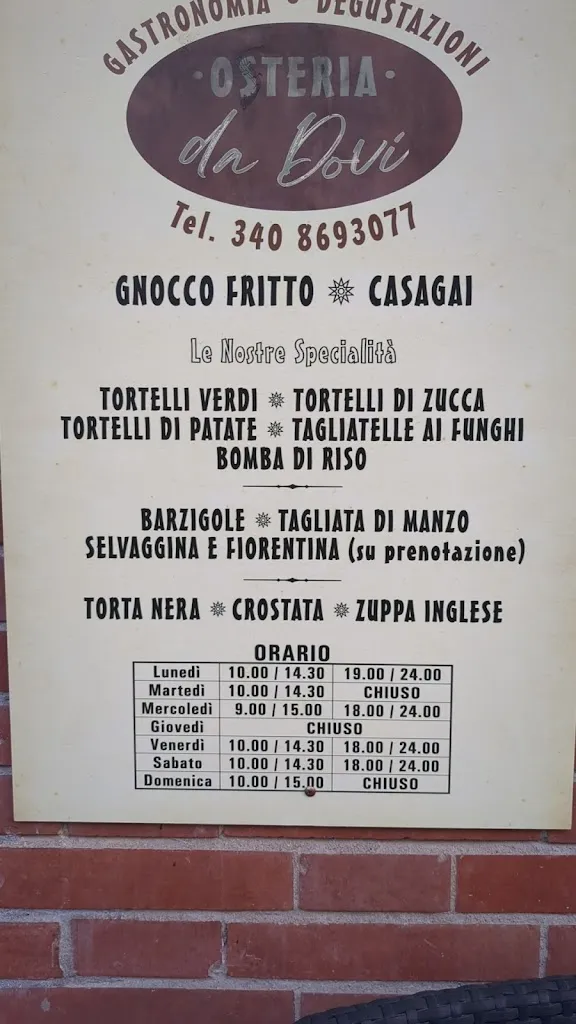 GASTRONOMIA - DEGUSTAZIONI
·OSTERIA·
da Dovi
Tel. 340 8693077
GNOCCO FRITTO CASAGAI
Le Nostre Specialità
TORTELLI VERDI TORTELLI DI ZUCCA
TORTELLI DI PATATE TAGLIATELLE AI FUNGHI
BOMBA DI RISO
BARZIGOLE TAGLIATA DI MANZO
SELVAGGINA E FIORENTINA (su prenotazione)
TORTA NERA CROSTATA ZUPPA INGLESE
ORARIO
Lunedì 10.00 / 14.30 19.00 / 24.00
Martedì 10.00 / 14.30 CHIUSO
Mercoledì 9.00 / 15.00 18.00 / 24.00
Giovedì CHIUSO
Venerdì 10.00 / 14.30 18.00 / 24.00
Sabato 10.00 / 14.30 18.00 / 24.00
Domenica 10.00 / 15.00 CHIUSO